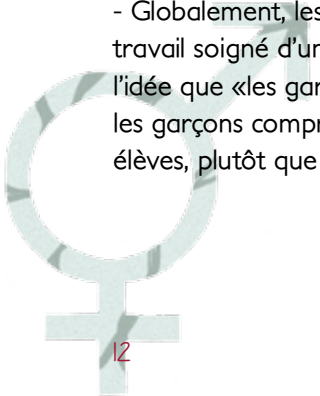 - Globalement, les
travail soigné d'un
l'idée que «les gar
les garçons compr
élèves, plutôt que
12